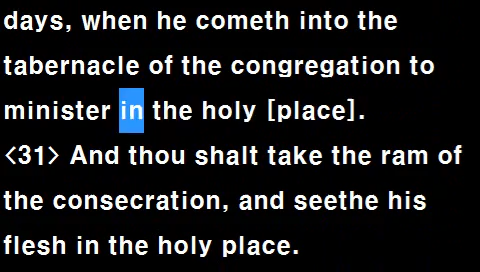 days, when he cometh into the
tabernacle of the congregation to
minister in the holy [place].
<31> And thou shalt take the ram of
the consecration, and seethe his
flesh in the holy place.